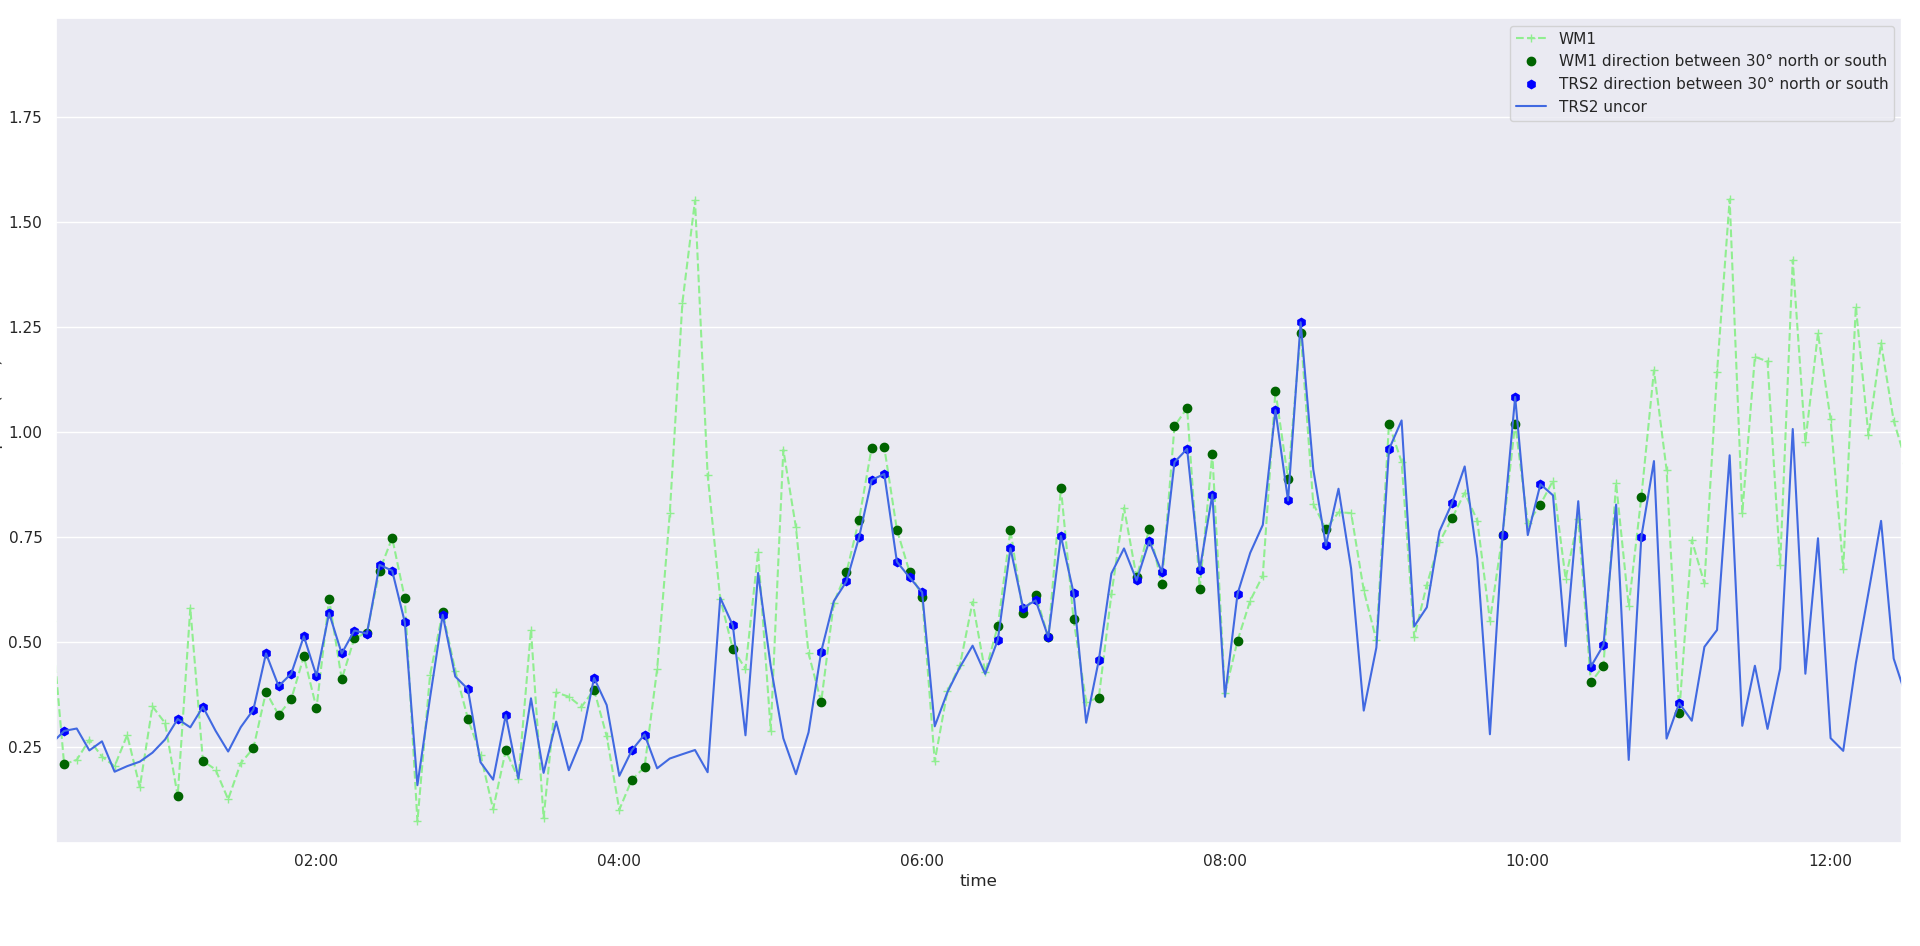 WM1
WM1 direction between 30° north or south
TRS2 direction between 30° north or south
TRS2 uncor
1.75
1.50
1.25
1.00
0.75
0.50
0.25
02:00 04:00 06:00 08:00 10:00 12:00
time